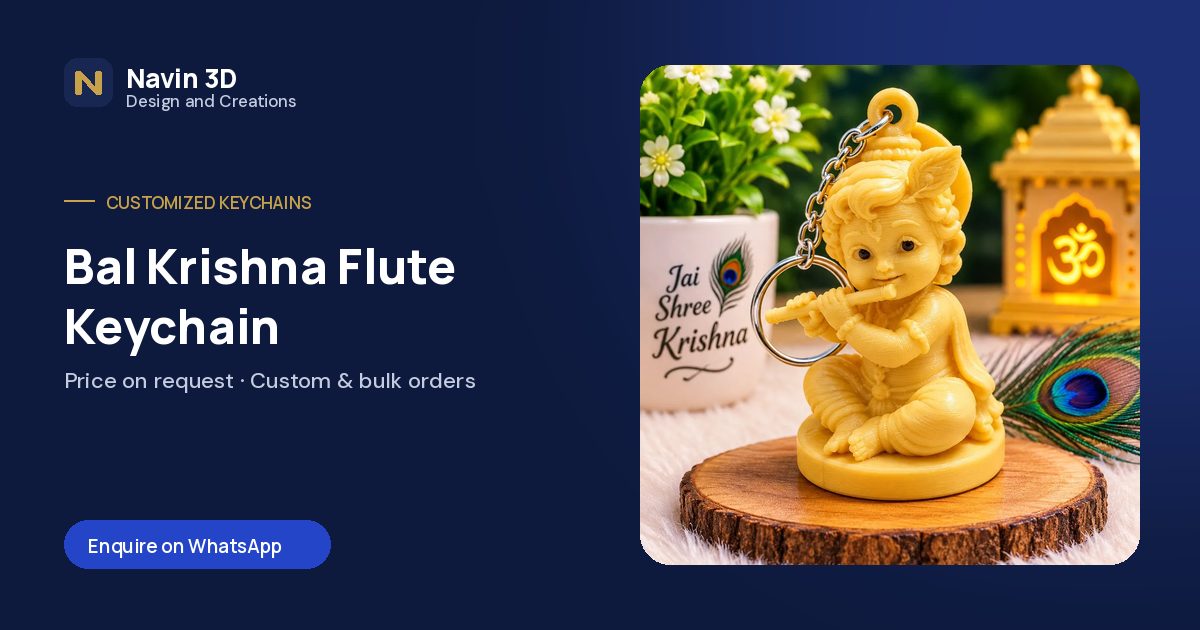 N
Navin 3D
Design and Creations
CUSTOMIZED KEYCHAINS
Bal Krishna Flute
Keychain
Price on request · Custom & bulk orders
Enquire on WhatsApp
Jai
Shree
Krishna
ॐ